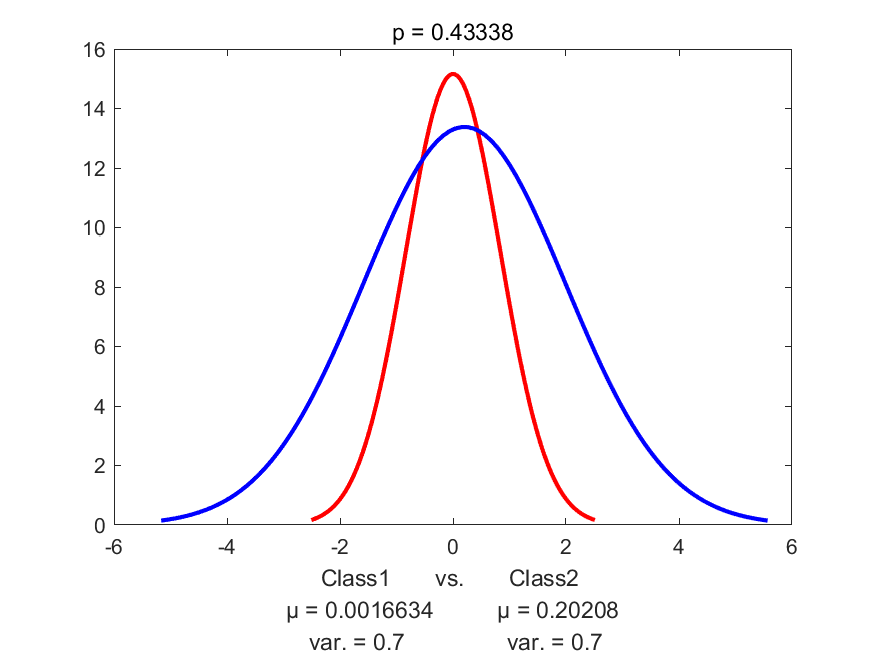 p = 0.43338
16
14
12
10
8
6
4
2
0
-6 -4 -2 0 2 4 6
Class1 vs. Class2
μ = 0.0016634 μ = 0.20208
var. = 0.7 var. = 0.7